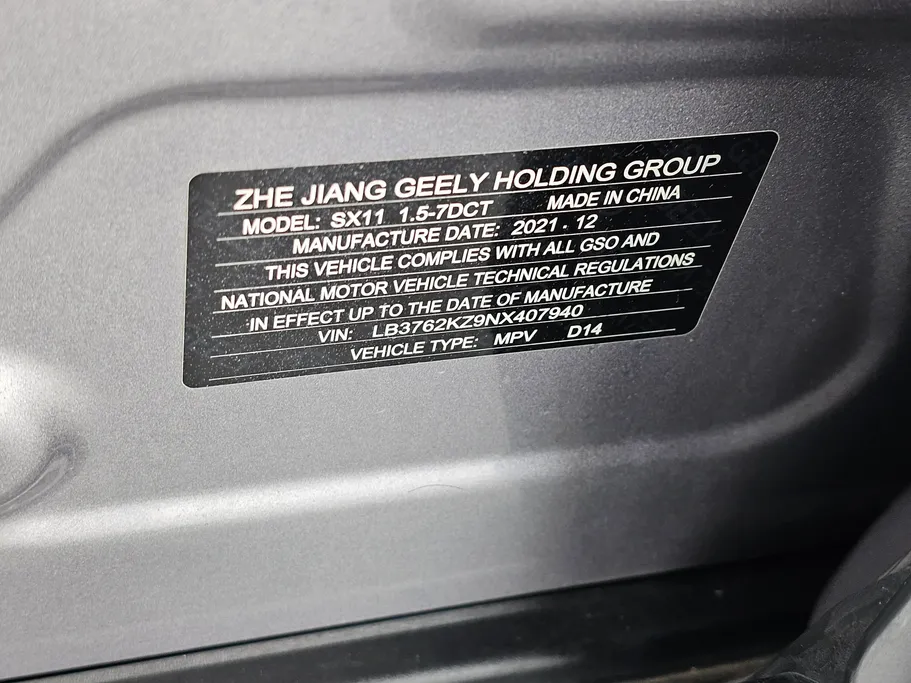 ZHE JIANG GEELY HOLDING GROUP
MODEL: SX11 1.5-7DCT MADE IN CHINA
MANUFACTURE DATE: 2021.12
THIS VEHICLE COMPLIES WITH ALL GSO AND
NATIONAL MOTOR VEHICLE TECHNICAL REGULATIONS
IN EFFECT UP TO THE DATE OF MANUFACTURE
VIN: LB3762KZ9NX407940
VEHICLE TYPE: MPV D14